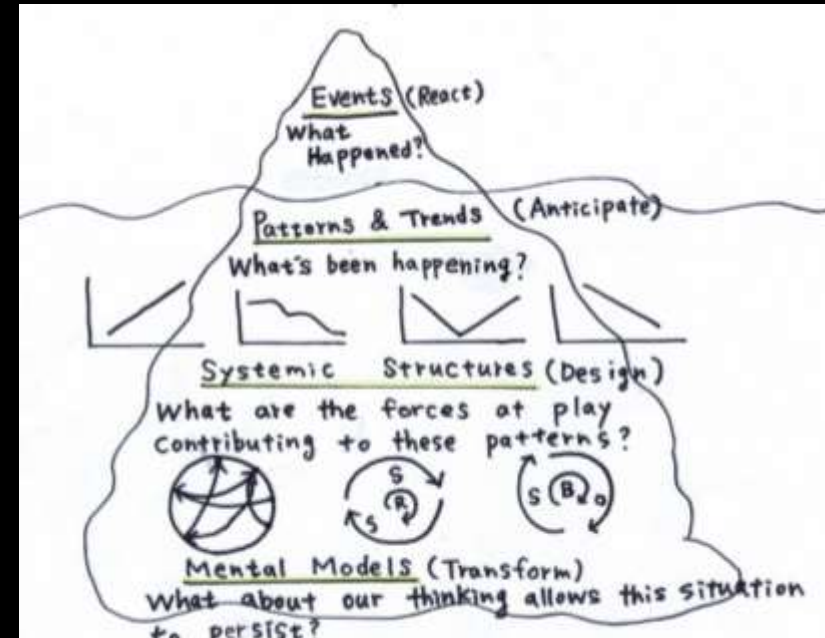 Events (React)
What
Happened?
Patterns & Trends (Anticipate)
What's been happening?
Systemic Structures (Design)
What are the forces at play
Contributing to these patterns?
S
R
S
S
B
o
Mental Models (Transform)
What about our thinking allows this situation
to persist?